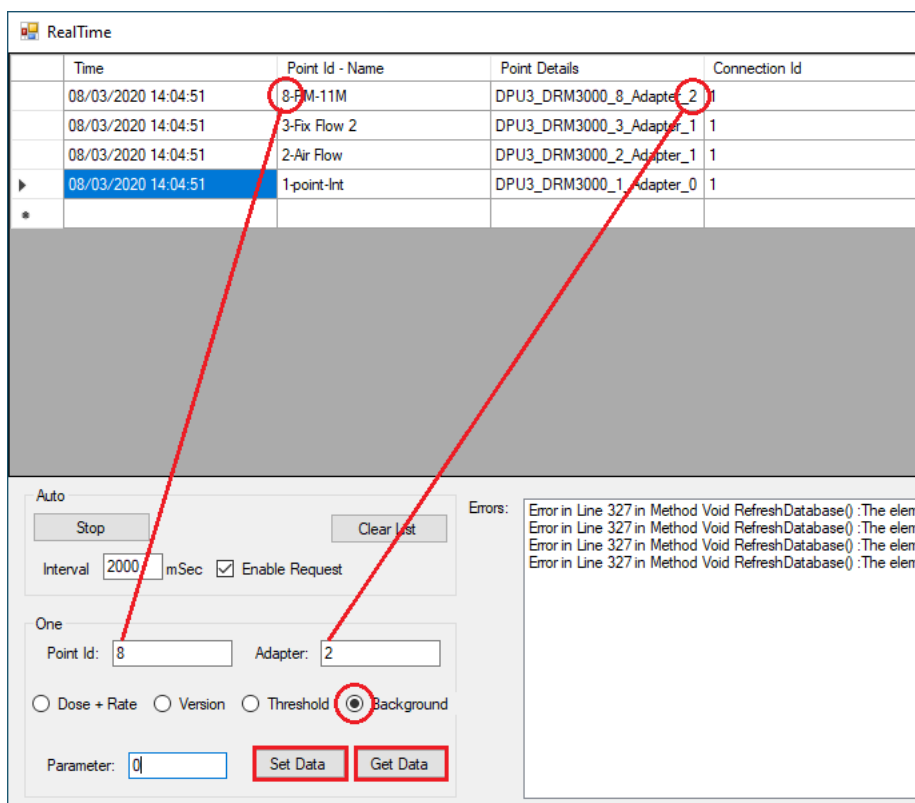 RealTime
Time Point Id - Name Point Details Connection Id
08/03/2020 14:04:51 8-PM-11M DPU3_DRM3000_8_Adapter_2 1
08/03/2020 14:04:51 3-Fix Flow 2 DPU3_DRM3000_3_Adapter_1 1
08/03/2020 14:04:51 2-Air Flow DPU3_DRM3000_2_Adapter_1 1
08/03/2020 14:04:51 1-point-Int DPU3_DRM3000_1_Adapter_0 1
Auto
Stop Clear List
Interval 2000 mSec Enable Request
Errors:
Error in Line 327 in Method Void RefreshDatabase() :The elem
Error in Line 327 in Method Void RefreshDatabase() :The elem
Error in Line 327 in Method Void RefreshDatabase() :The elem
Error in Line 327 in Method Void RefreshDatabase() :The elem
One
Point Id: 8 Adapter: 2
Dose + Rate Version Threshold Background
Parameter: 0 Set Data Get Data